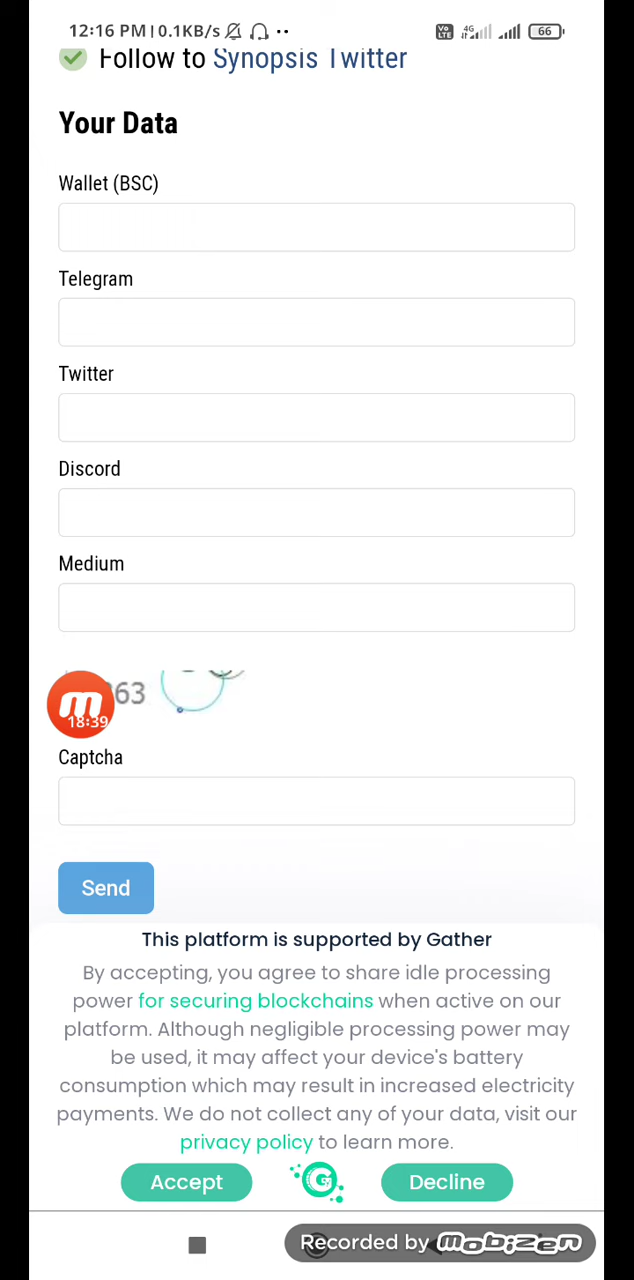 12:16 PM | 0.1KB/s
Vo LTE 4G 66
Follow to Synopsis Twitter
Your Data
Wallet (BSC)
Telegram
Twitter
Discord
Medium
63
18:39
Captcha
Send
This platform is supported by Gather
By accepting, you agree to share idle processing
power for securing blockchains when active on our
platform. Although negligible processing power may
be used, it may affect your device's battery
consumption which may result in increased electricity
payments. We do not collect any of your data, visit our
privacy policy to learn more.
Accept
Decline
Recorded by mobizen